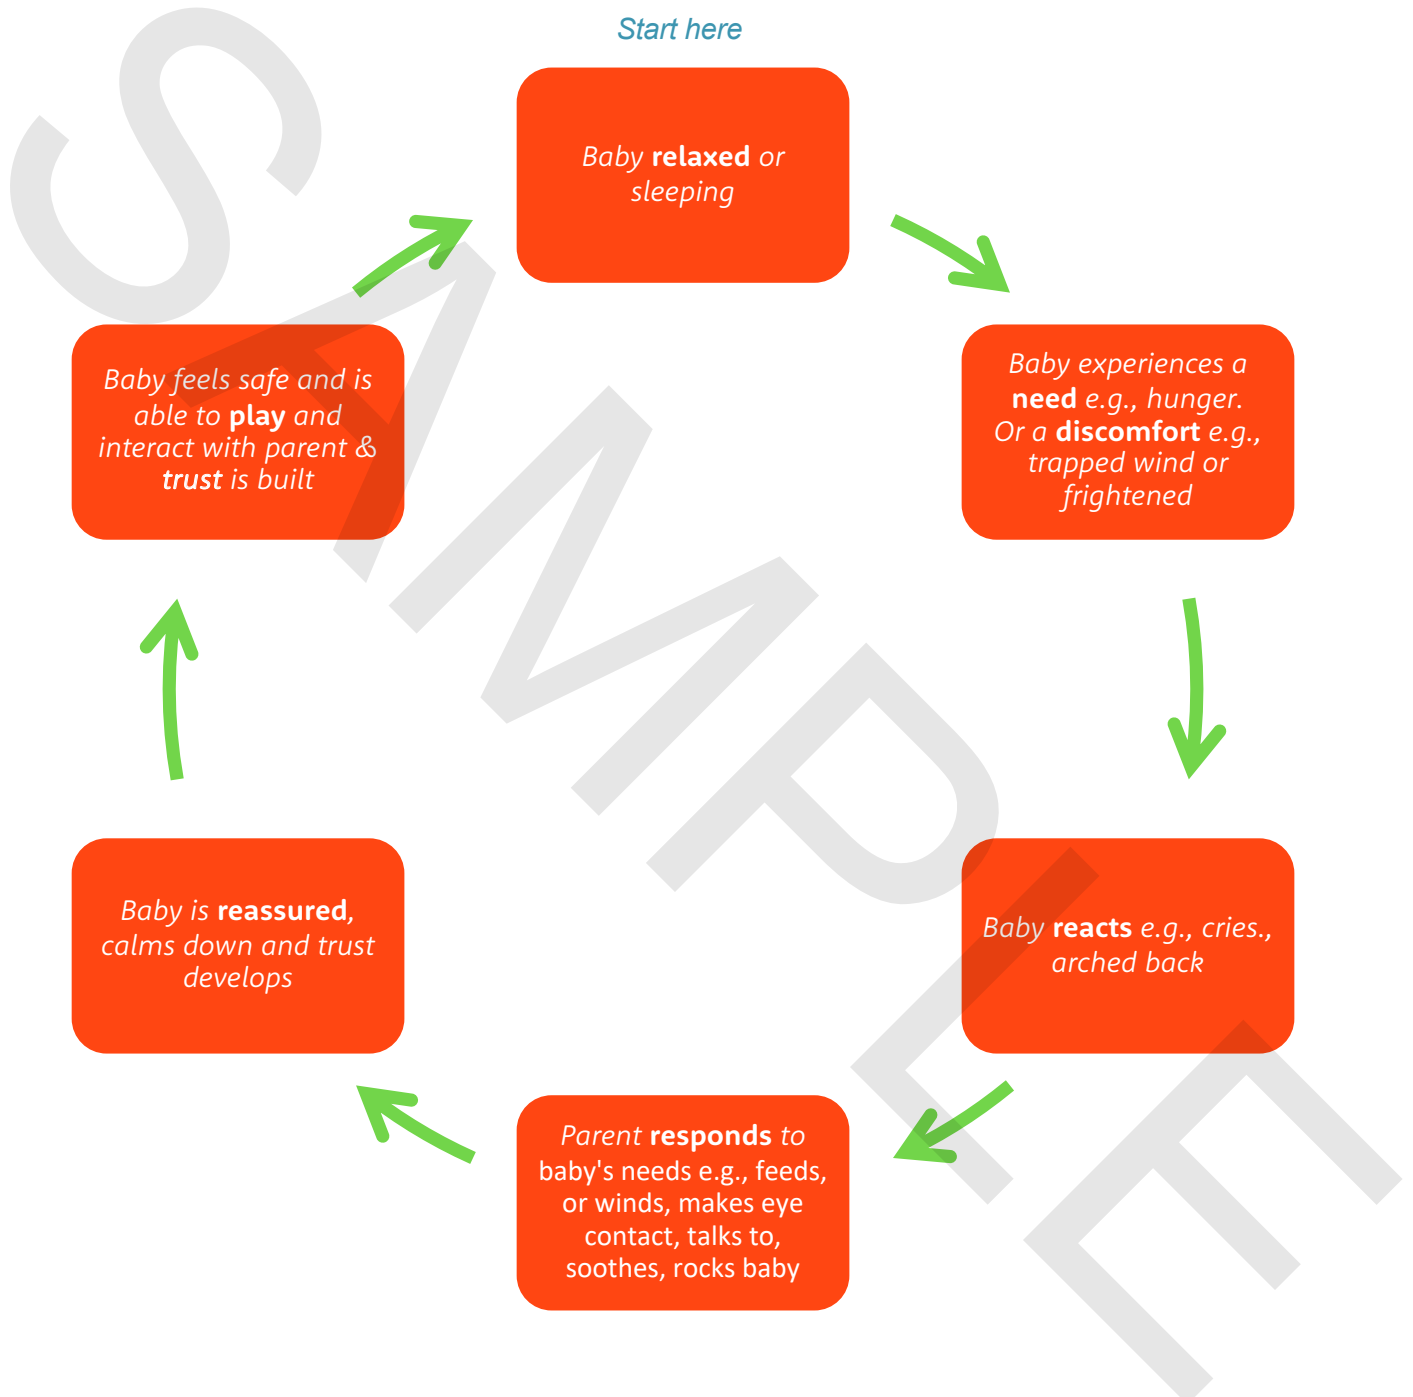 Start here
Baby relaxed or
sleeping
Baby experiences a
need e.g., hunger.
Or a discomfort e.g.,
trapped wind or
frightened
Baby reacts e.g., cries.,
arched back
Parent responds to
baby's needs e.g., feeds,
or winds, makes eye
contact, talks to,
soothes, rocks baby
Baby is reassured,
calms down and trust
develops
Baby feels safe and is
able to play and
interact with parent &
trust is built
SAMPLE